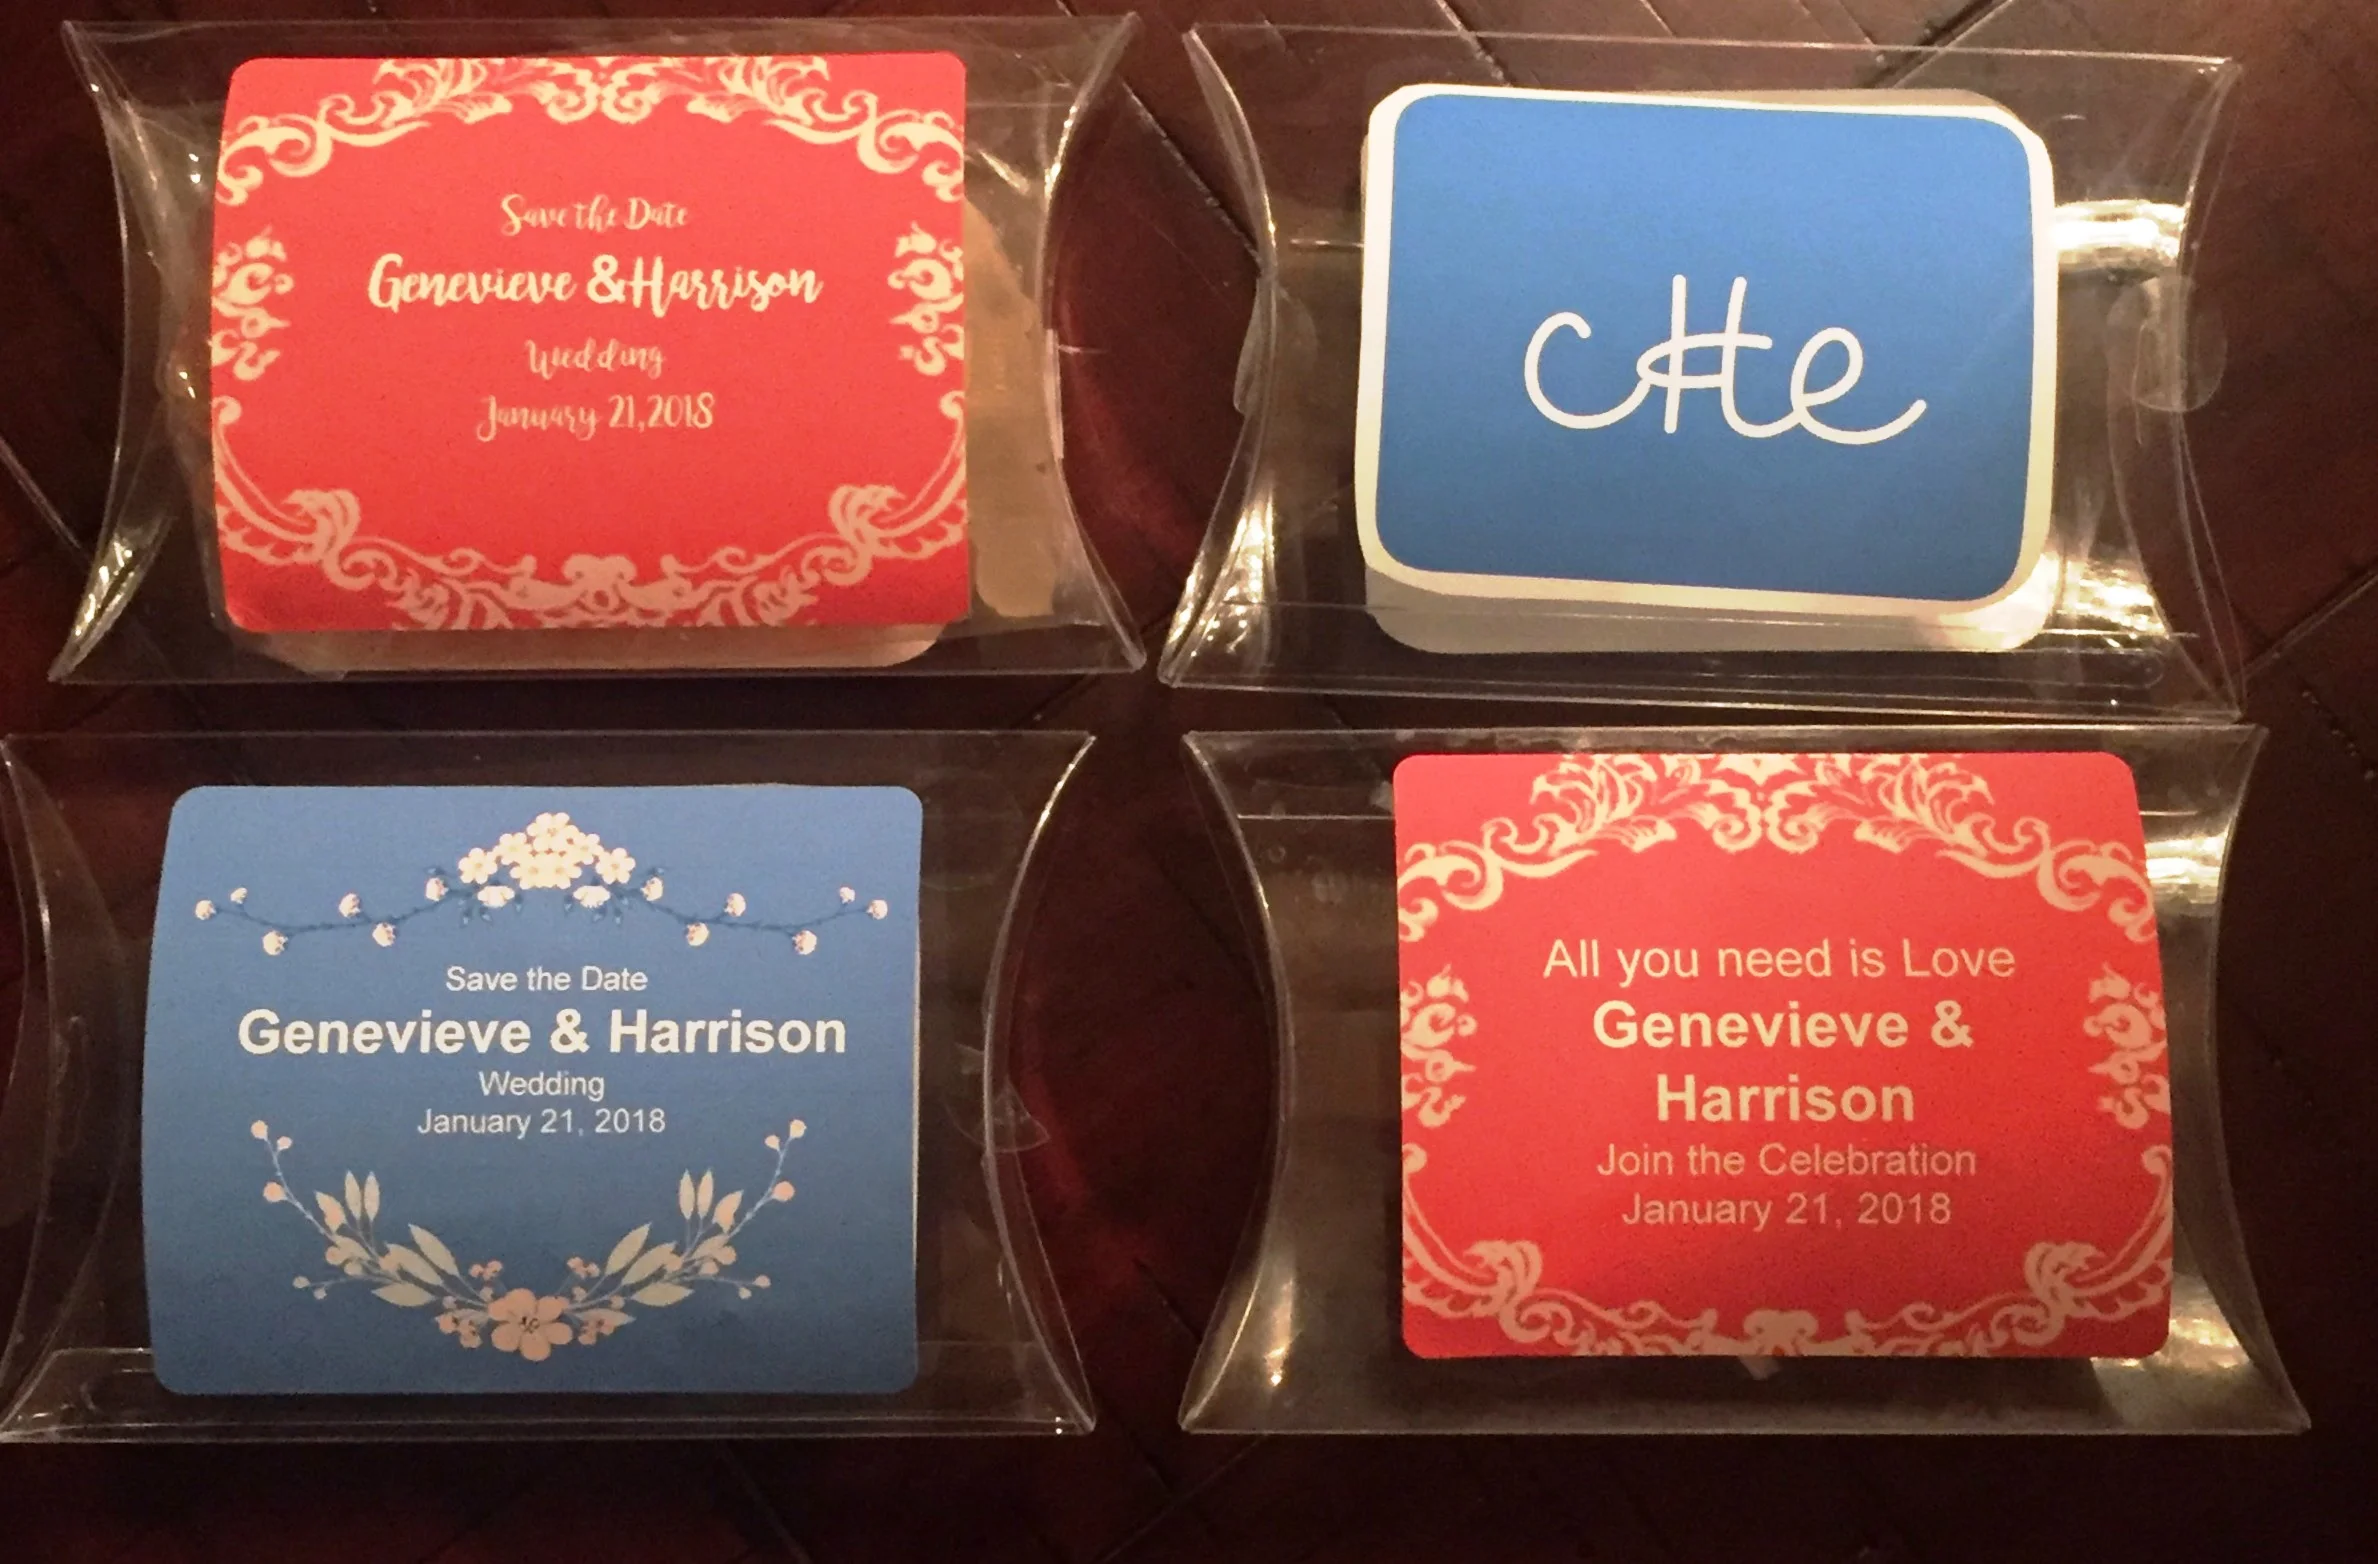 Save the Date
Genevieve &Harrison
Wedding
January 21,2018
cHe
Save the Date
Genevieve & Harrison
Wedding
January 21, 2018
All you need is Love
Genevieve &
Harrison
Join the Celebration
January 21, 2018